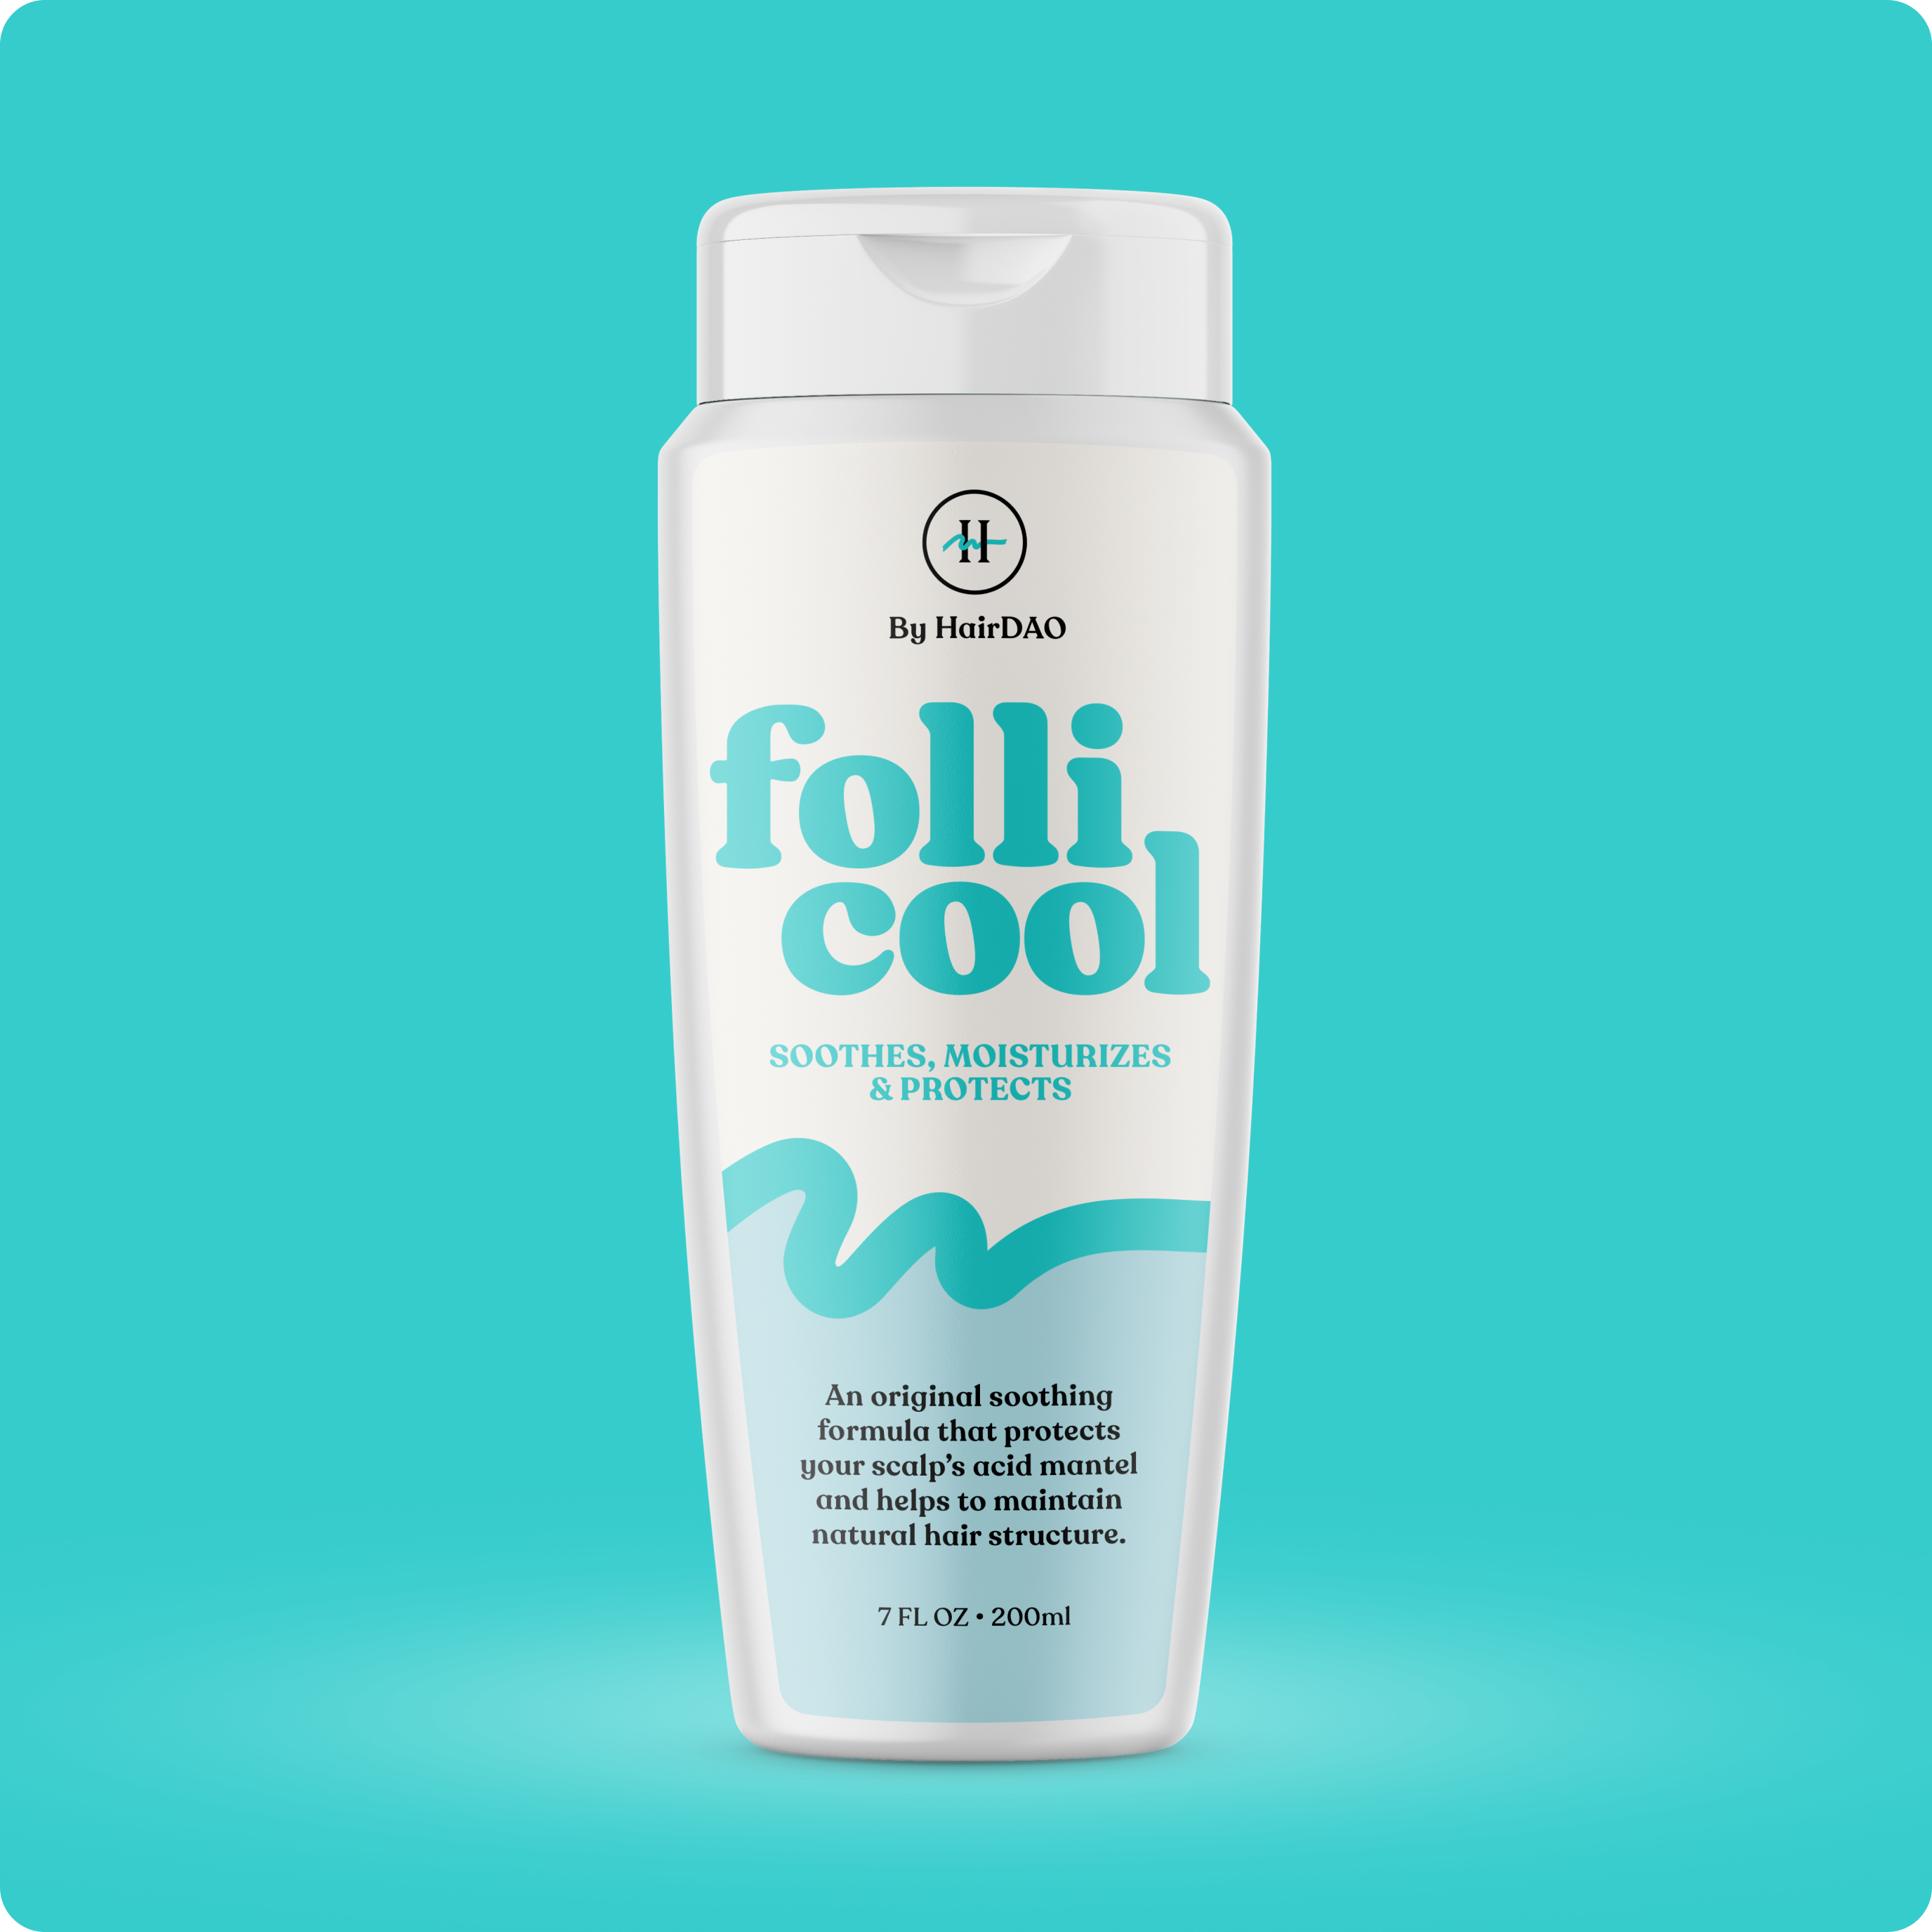 H
By HairDAO
folli
cool
SOOTHES, MOISTURIZES
& PROTECTS
An original soothing
formula that protects
your scalp's acid mantel
and helps to maintain
natural hair structure.
7 FL OZ • 200ml